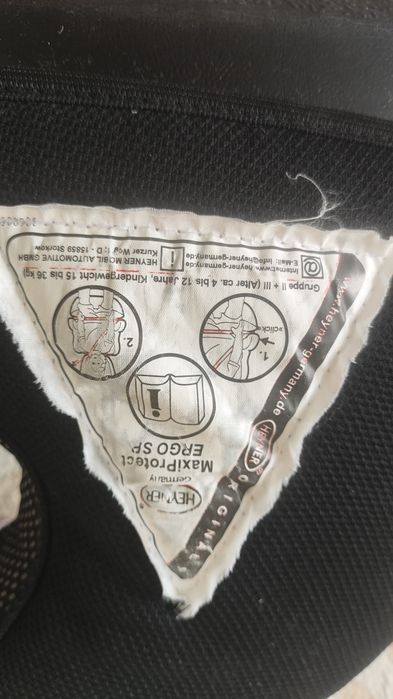 HEYNER
Germany
MaxiProtect
ERGO SP
1.
»click«
2.
Gruppe II + III (Alter ca. 4 bis 12 Jahre, Kindergewicht 15 bis 36 kg)
@
Internet: www.heyner-germany.de
E-Mail: info@heyner-germany.de
i
HEYNER MOBIL AUTOMOTIVE GMBH
Kurzer Weg 1; D - 15859 Storkow
ORIGINAL
HEYNER
www.heyner-germany.de